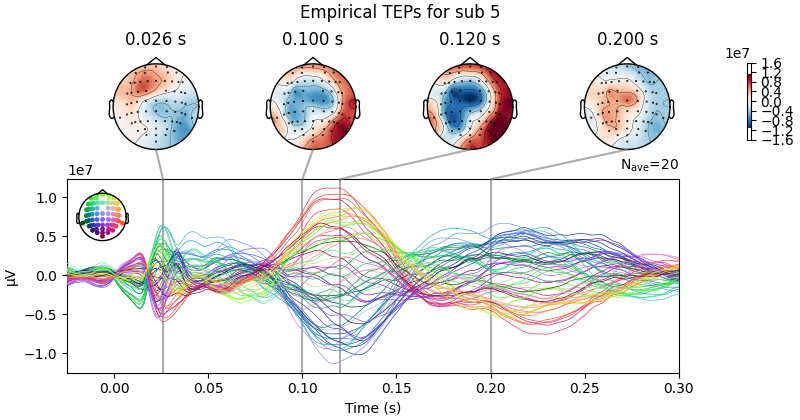 Empirical TEPs for sub 5
0.026 s
0.100 s
0.120 s
0.200 s
1e7
1.6
1.2
0.8
0.4
0.0
−0.4
−0.8
−1.2
−1.6
Nave=20
1e7
1.0
0.5
0.0
−0.5
−1.0
µV
0.00
0.05
0.10
0.15
0.20
0.25
0.30
Time (s)